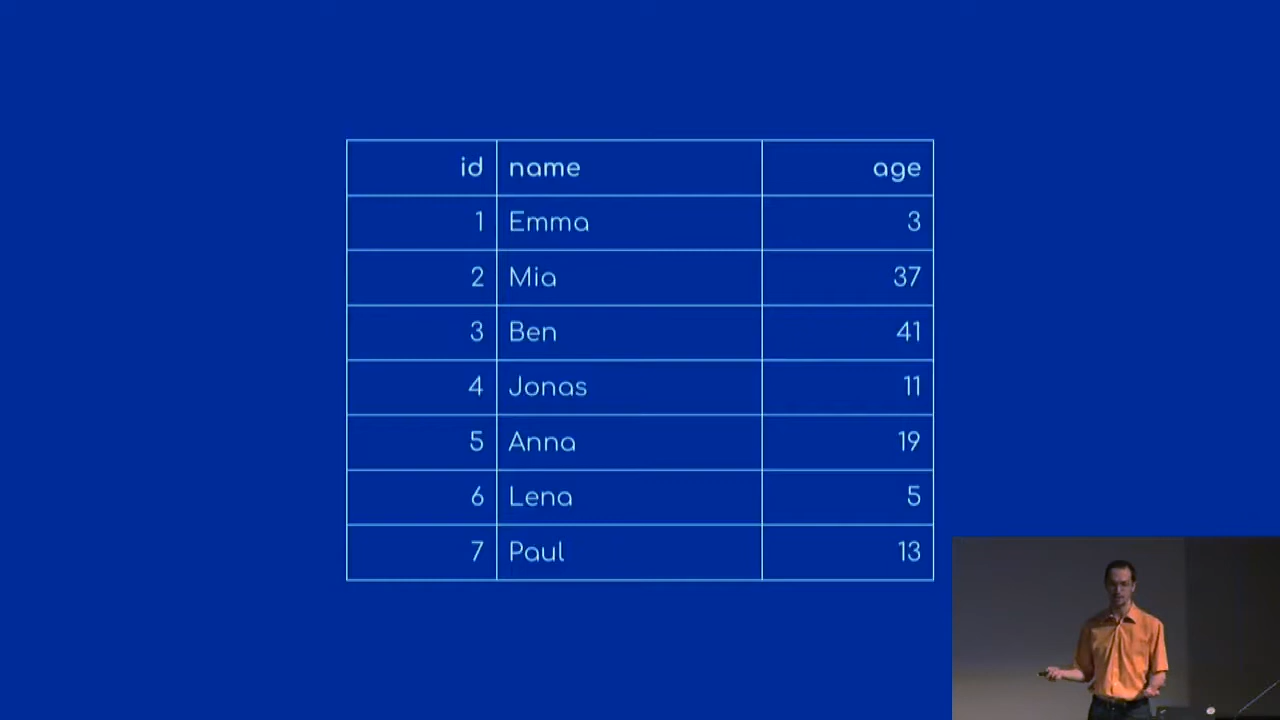 id name age
1 Emma 3
2 Mia 37
3 Ben 41
4 Jonas 11
5 Anna 19
6 Lena 5
7 Paul 13